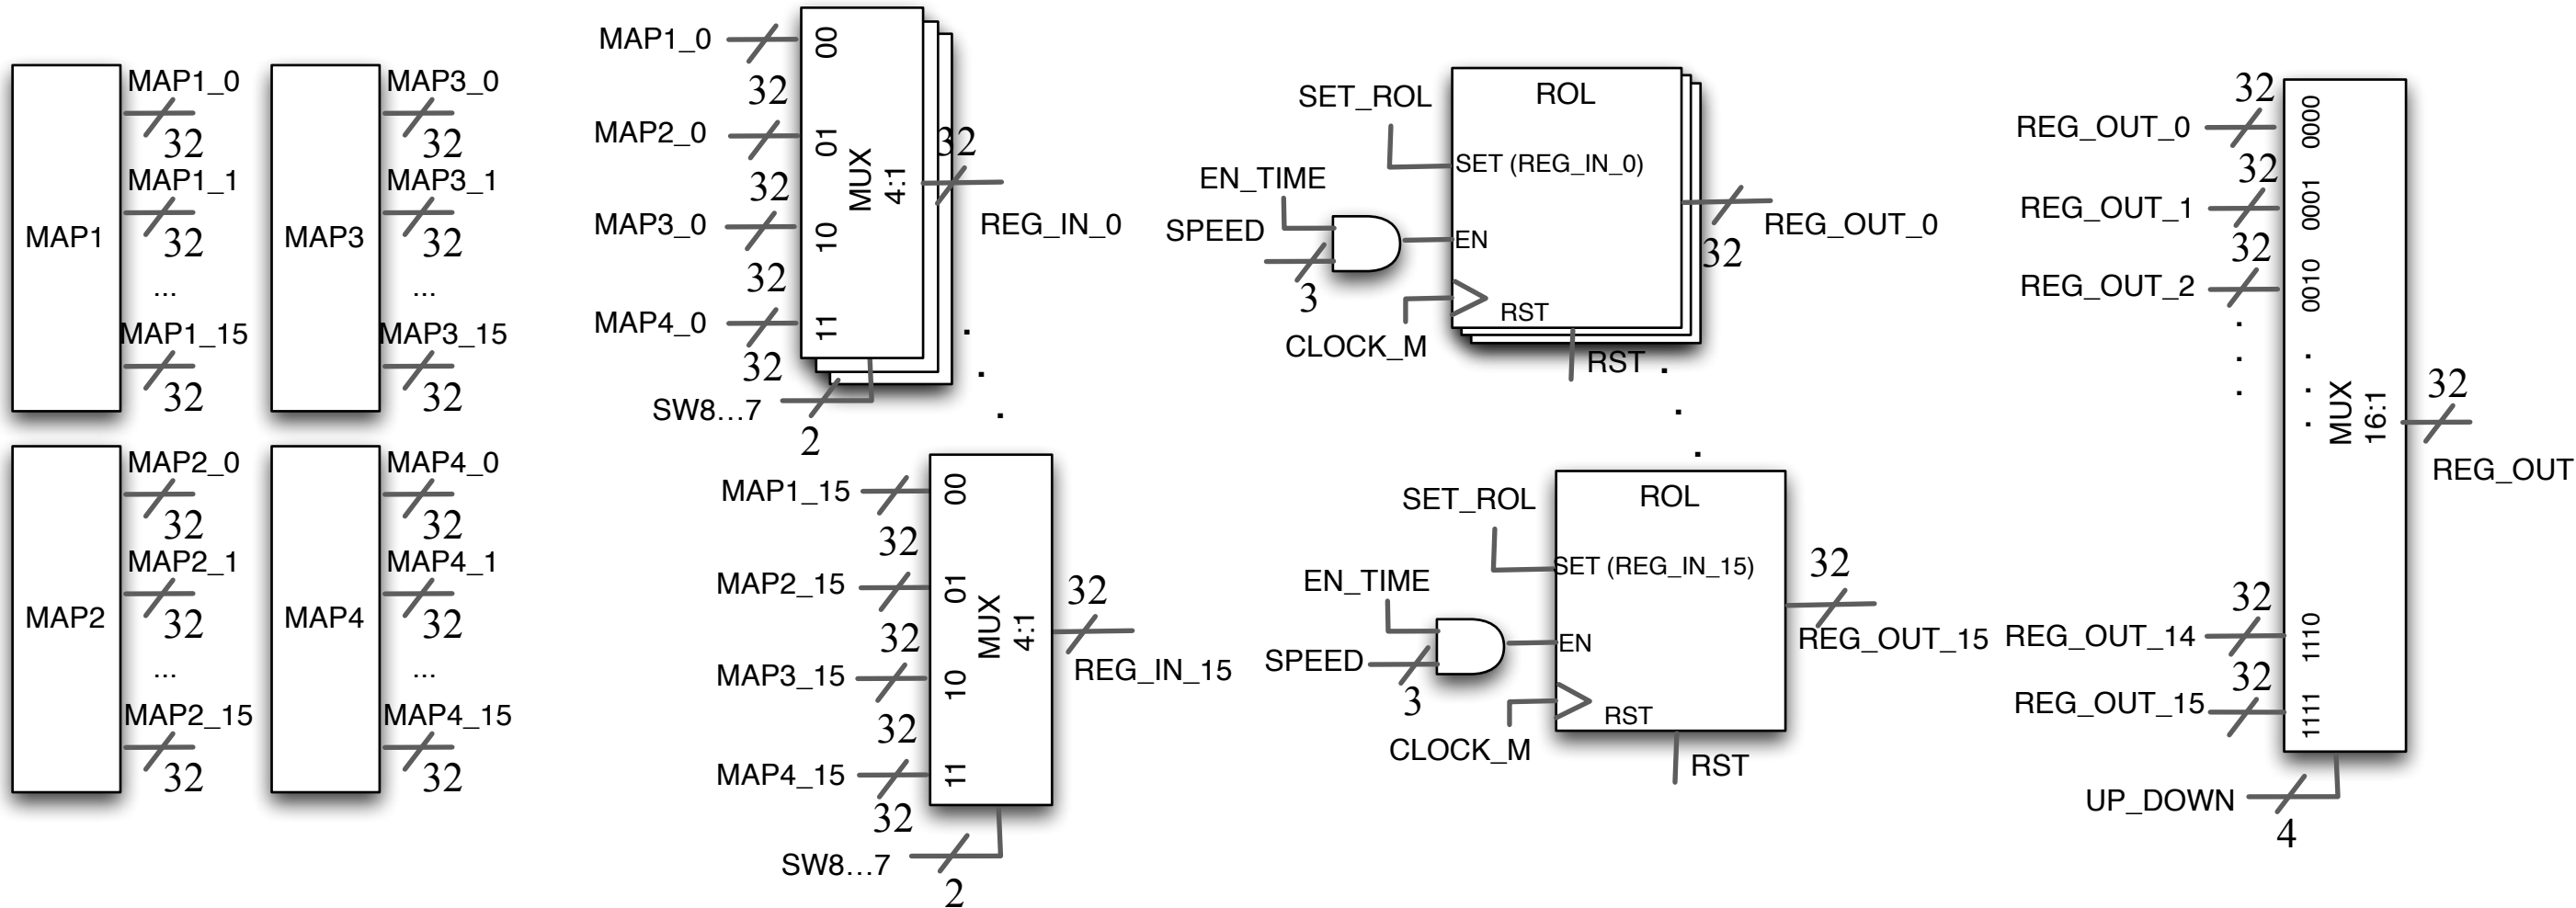 MAP1
MAP1_0
32
MAP1_1
32
...
MAP1_15
32
MAP3
MAP3_0
32
MAP3_1
32
...
MAP3_15
32
MAP2
MAP2_0
32
MAP2_1
32
...
MAP2_15
32
MAP4
MAP4_0
32
MAP4_1
32
...
MAP4_15
32
MAP1_0
32
00
MAP2_0
32
01
MAP3_0
32
10
MAP4_0
32
11
MUX
4:1
SW8...7
2
32
REG_IN_0
.
.
.
MAP1_15
32
00
MAP2_15
32
01
MAP3_15
32
10
MAP4_15
32
11
MUX
4:1
SW8...7
2
32
REG_IN_15
ROL
SET_ROL
SET (REG_IN_0)
EN_TIME
SPEED
3
EN
CLOCK_M
RST
RST
32
REG_OUT_0
.
.
.
ROL
SET_ROL
SET (REG_IN_15)
EN_TIME
SPEED
3
EN
CLOCK_M
RST
RST
32
REG_OUT_15
REG_OUT_0
32
0000
REG_OUT_1
32
0001
REG_OUT_2
32
0010
.
.
.
.
.
.
REG_OUT_14
32
1110
REG_OUT_15
32
1111
MUX
16:1
UP_DOWN
4
32
REG_OUT